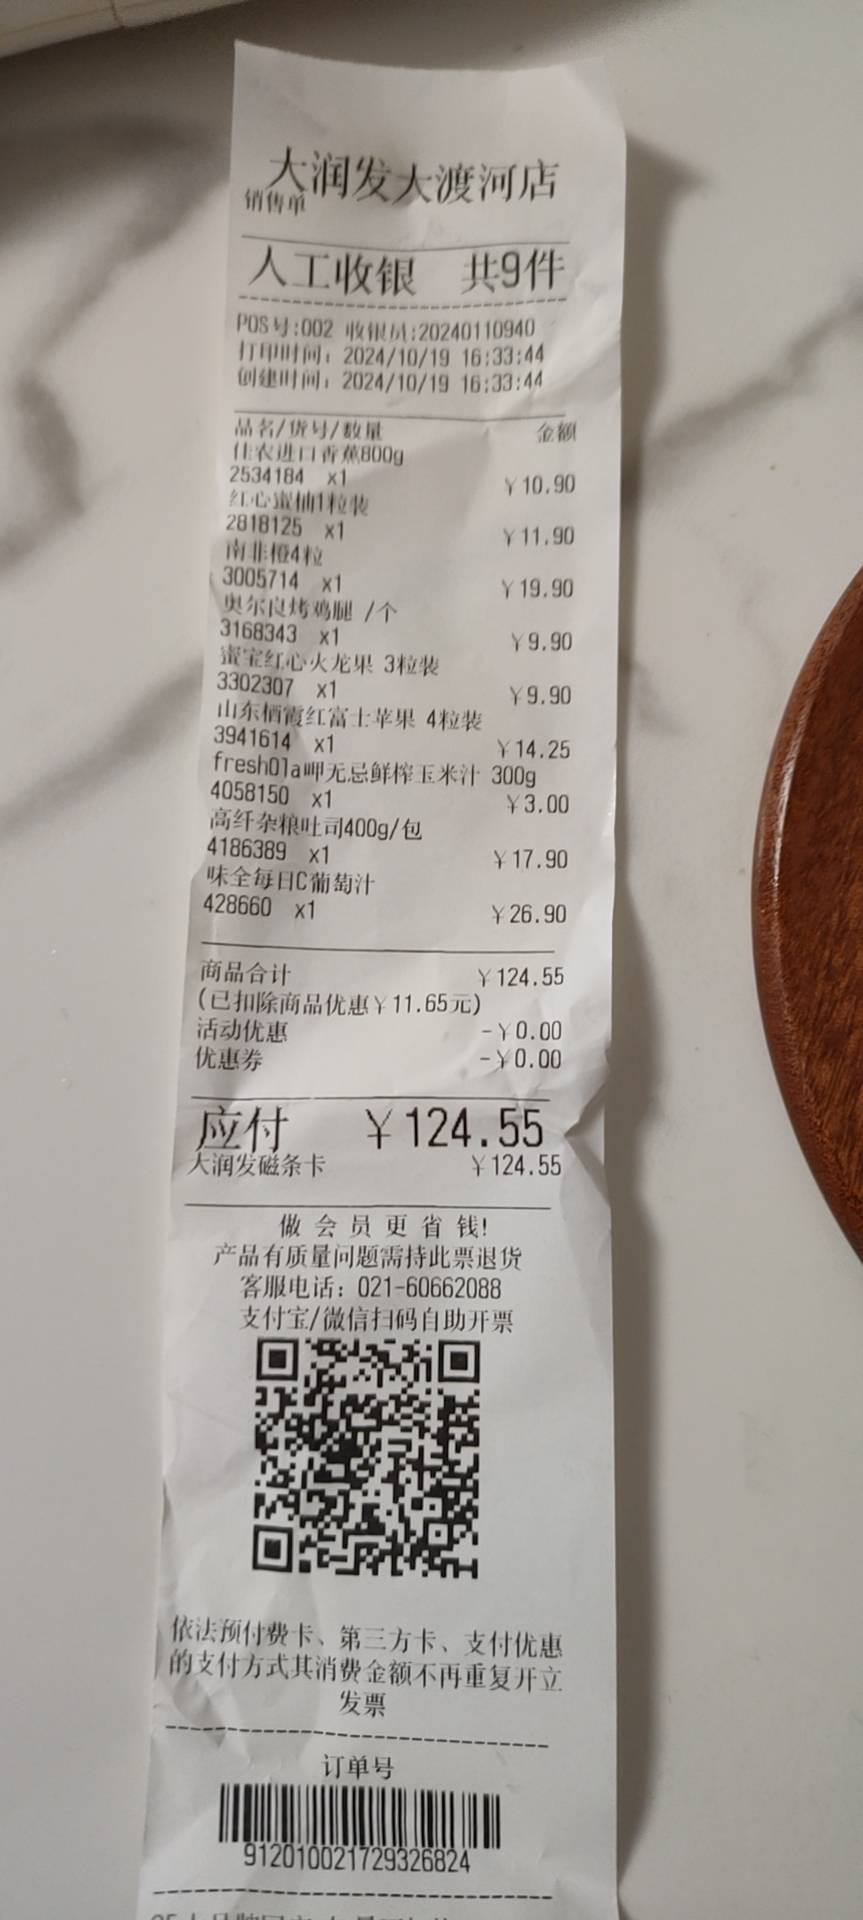 大润发大渡河店
销售单
人工收银 共9件
POS号:002 收银员:20240110940
打印时间: 2024/10/19 16:33:44
创建时间: 2024/10/19 16:33:44
品名/货号/数量 金额
佳农进口香蕉800g
2534184 x1 ￥10.90
红心蜜柚1粒装
2818125 x1 ￥11.90
南非橙4粒
3005714 x1 ￥19.90
奥尔良烤鸡腿 /个
3168343 x1 ￥9.90
蜜宝红心火龙果 3粒装
3302307 x1 ￥9.90
山东栖霞红富士苹果 4粒装
3941614 x1 ￥14.25
fresh01a呷无忌鲜榨玉米汁 300g
4058150 x1 ￥3.00
高纤杂粮吐司400g/包
4186389 x1 ￥17.90
味全每日C葡萄汁
428660 x1 ￥26.90
商品合计 ￥124.55
(已扣除商品优惠￥11.65元)
活动优惠 -￥0.00
优惠券 -￥0.00
应付 ￥124.55
大润发磁条卡 ￥124.55
做会员更省钱!
产品有质量问题需持此票退货
客服电话: 021-60662088
支付宝/微信扫码自助开票
依法预付费卡、第三方卡、支付优惠
的支付方式其消费金额不再重复开立
发票
订单号
912010021729326824